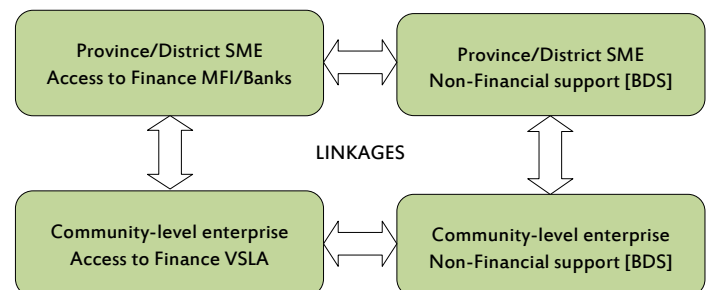 Province/District SME
Access to Finance MFI/Banks
Province/District SME
Non-Financial support [BDS]
LINKAGES
Community-level enterprise
Access to Finance VSLA
Community-level enterprise
Non-Financial support [BDS]